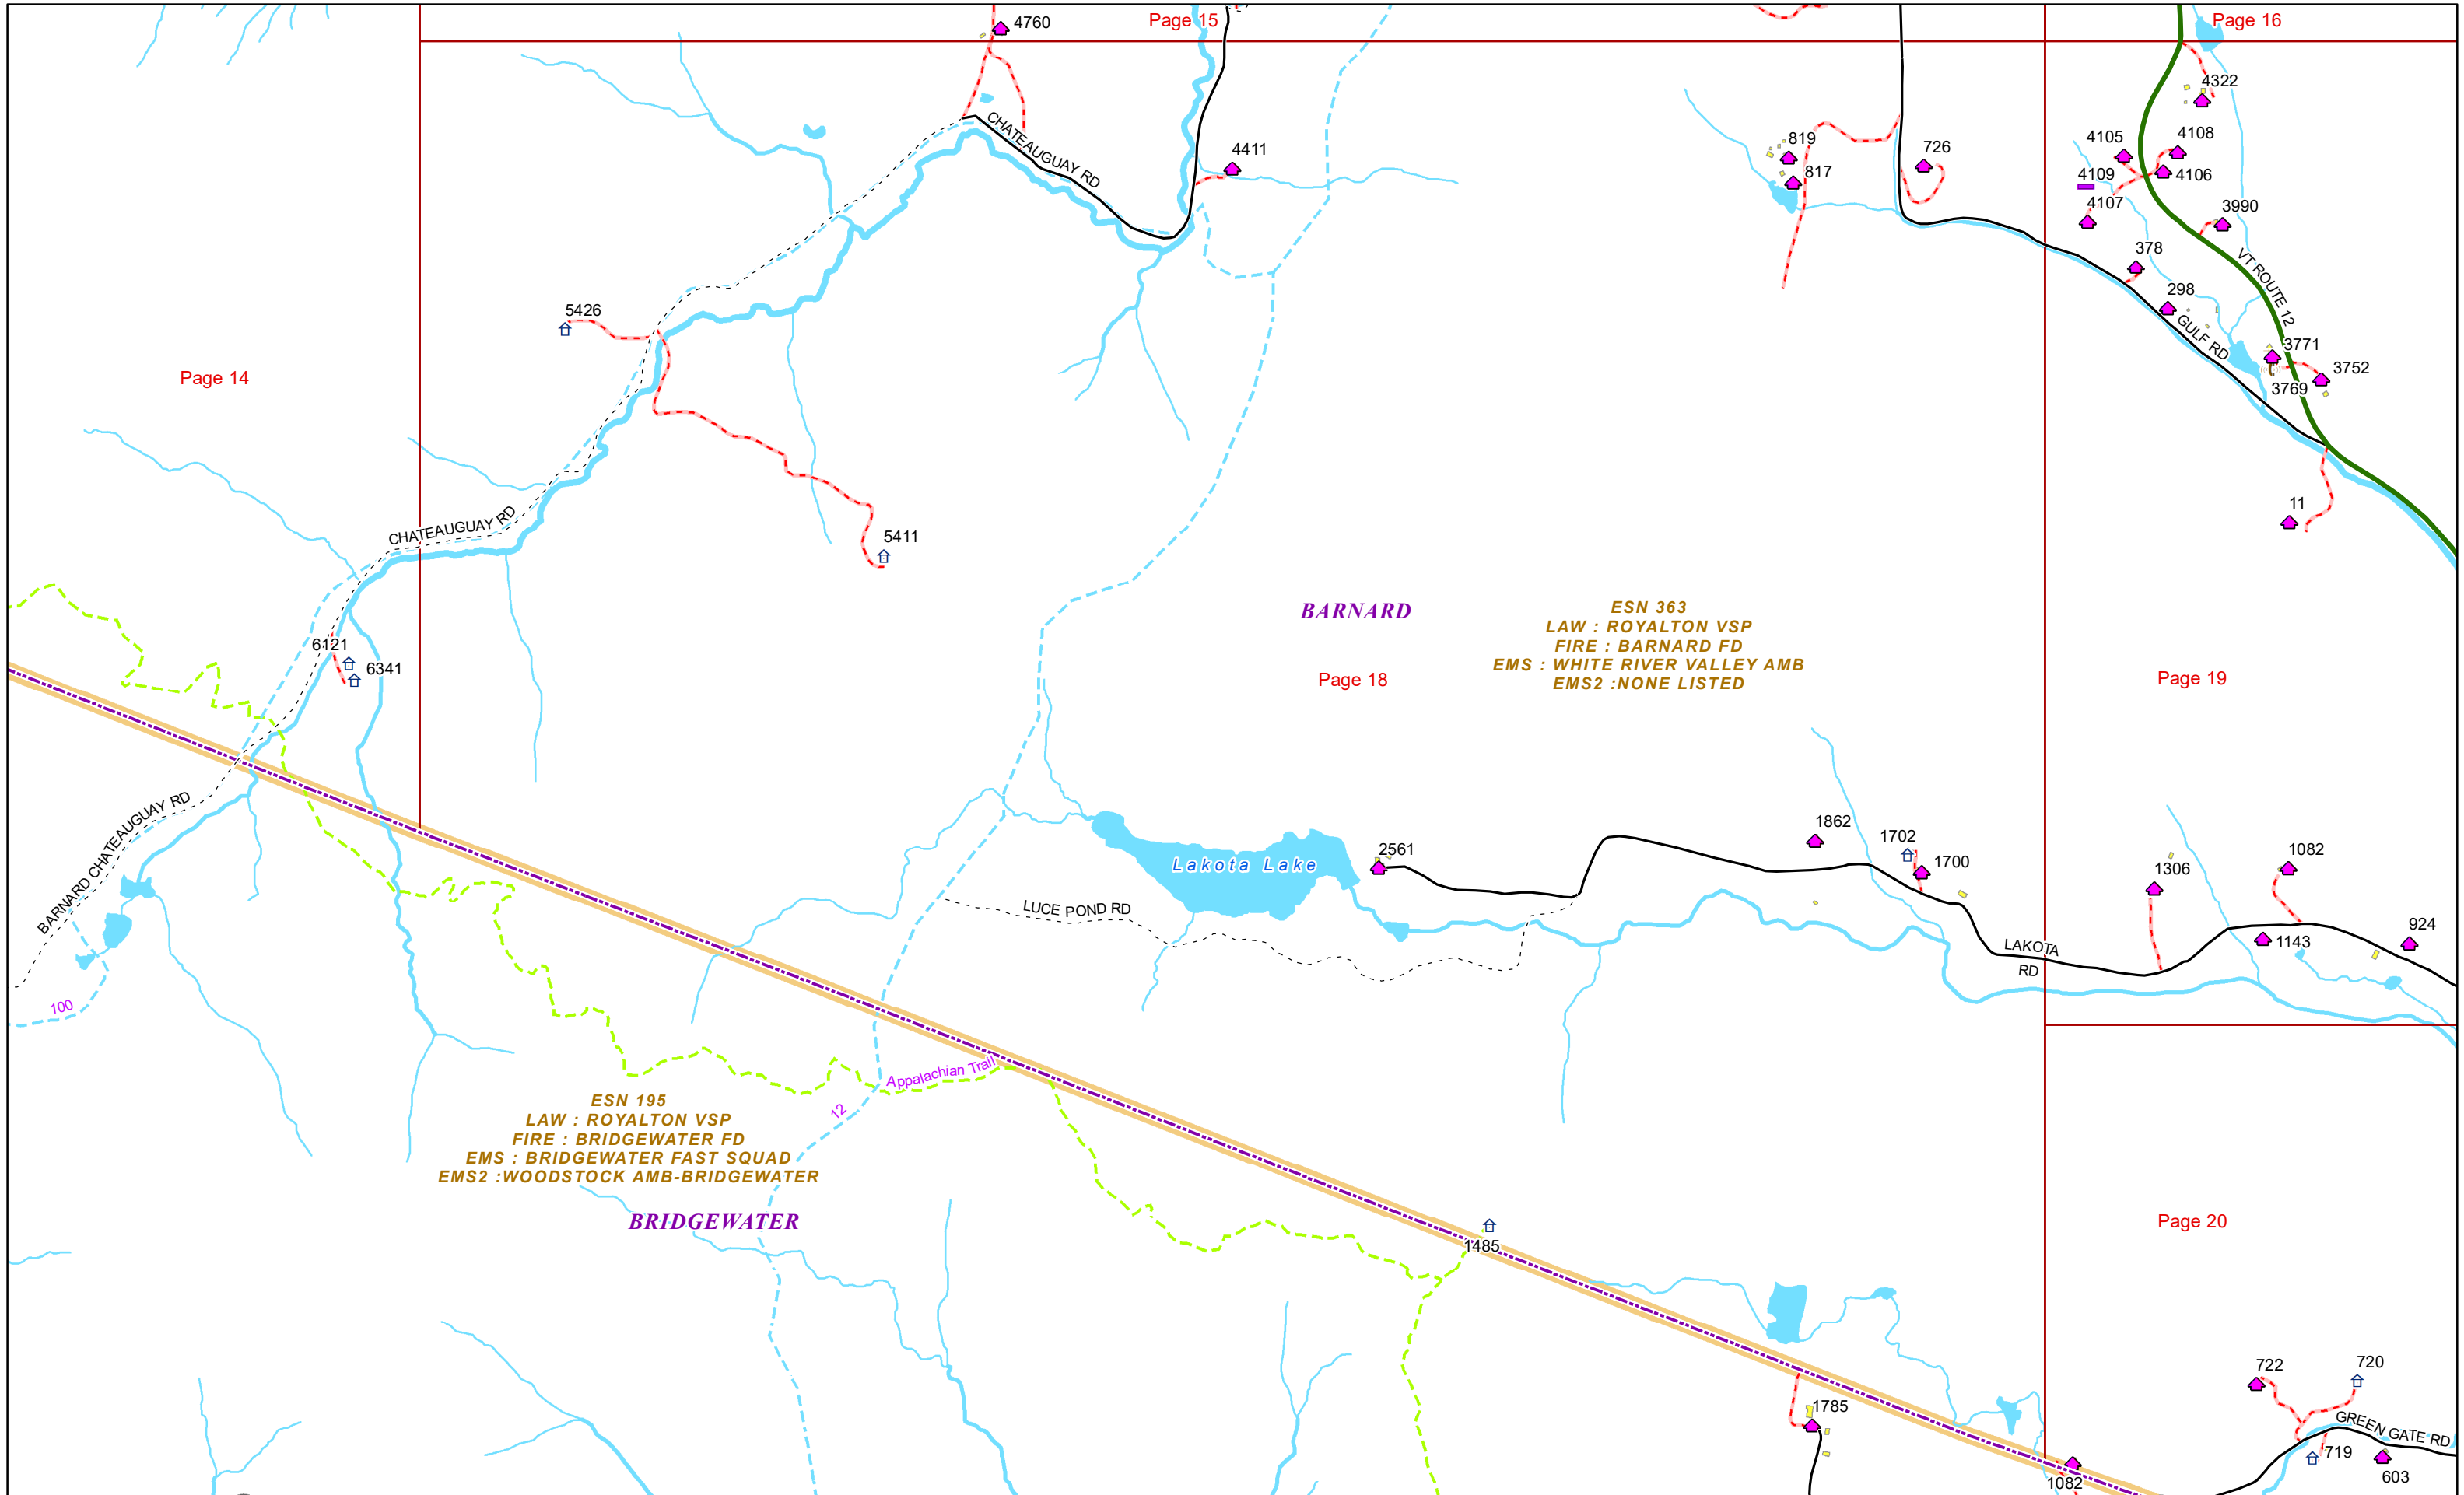 Page 15
Page 16
4760
4322
4411
CHATEAUGUAY RD
819
817
726
4105
4108
4109
4106
4107
3990
378
VT ROUTE 12
298
GULF RD
5426
3771
3752
3769
Page 14
11
CHATEAUGUAY RD
5411
BARNARD
ESN 363
LAW : ROYALTON VSP
FIRE : BARNARD FD
EMS : WHITE RIVER VALLEY AMB
EMS2 :NONE LISTED
6121
6341
Page 18
Page 19
BARNARD CHATEAUGUAY RD
Lakota Lake
2561
1862
1702
1700
1306
1082
LUCE POND RD
924
1143
LAKOTA
RD
100
Appalachian Trail
12
ESN 195
LAW : ROYALTON VSP
FIRE : BRIDGEWATER FD
EMS : BRIDGEWATER FAST SQUAD
EMS2 :WOODSTOCK AMB-BRIDGEWATER
BRIDGEWATER
1485
Page 20
722
720
1785
GREEN GATE RD
719
603
1082